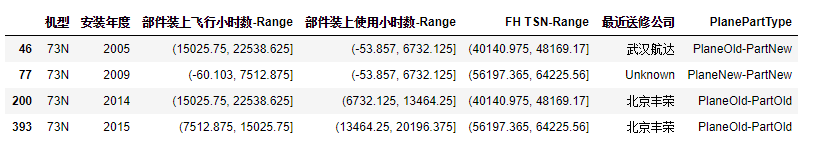 机型 安装年度 部件装上飞行小时数-Range 部件装上使用小时数-Range FH TSN-Range 最近送修公司 PlanePartType
46 73N 2005 (15025.75, 22538.625] (-53.857, 6732.125] (40140.975, 48169.17] 武汉航达 PlaneOld-PartNew
77 73N 2009 (-60.103, 7512.875] (-53.857, 6732.125] (56197.365, 64225.56] Unknown PlaneNew-PartNew
200 73N 2014 (15025.75, 22538.625] (6732.125, 13464.25] (40140.975, 48169.17] 北京丰荣 PlaneOld-PartOld
393 73N 2015 (7512.875, 15025.75] (13464.25, 20196.375] (56197.365, 64225.56] 北京丰荣 PlaneOld-PartOld